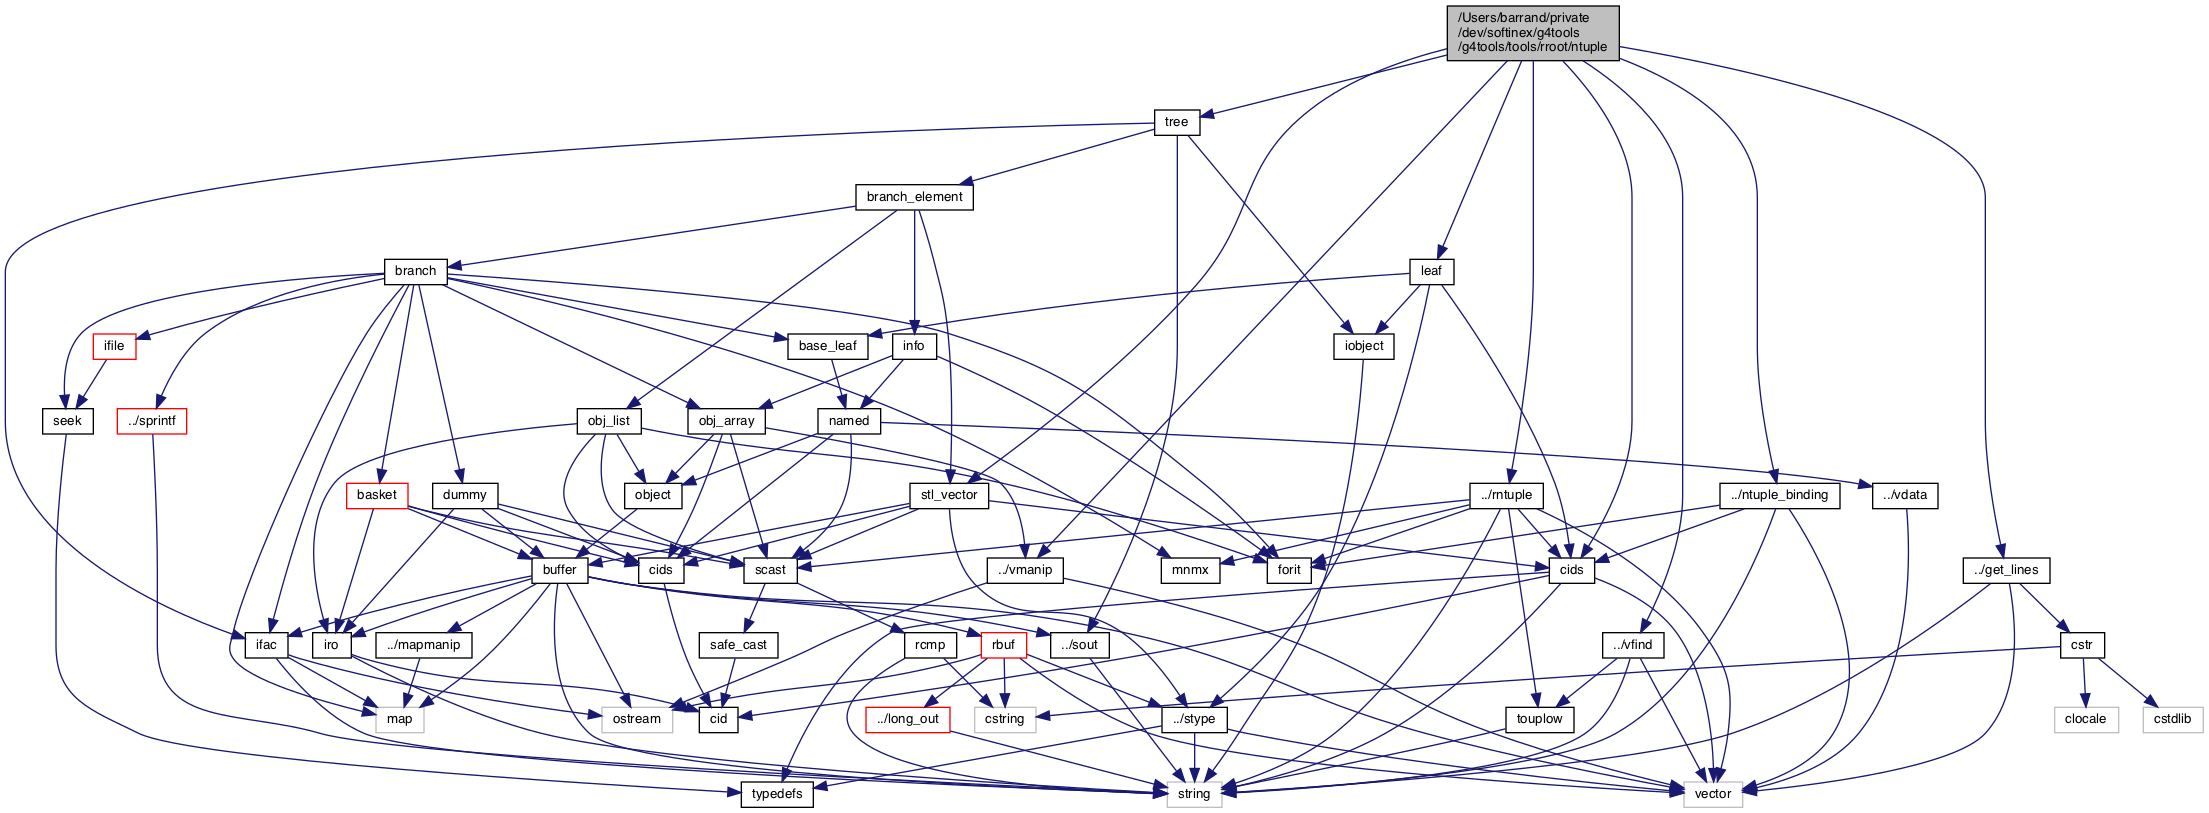 /Users/barrand/private
/dev/softinex/g4tools
/g4tools/tools/rroot/ntuple
tree
branch_element
branch
leaf
ifile
base_leaf
info
iobject
seek
../sprintf
obj_list
obj_array
named
basket
dummy
object
stl_vector
../rntuple
../ntuple_binding
../vdata
buffer
cids
scast
../vmanip
mnmx
forit
cids
../get_lines
ifac
iro
../mapmanip
safe_cast
rcmp
rbuf
../sout
../vfind
cstr
map
ostream
cid
../long_out
cstring
../stype
touplow
clocale
cstdlib
typedefs
string
vector